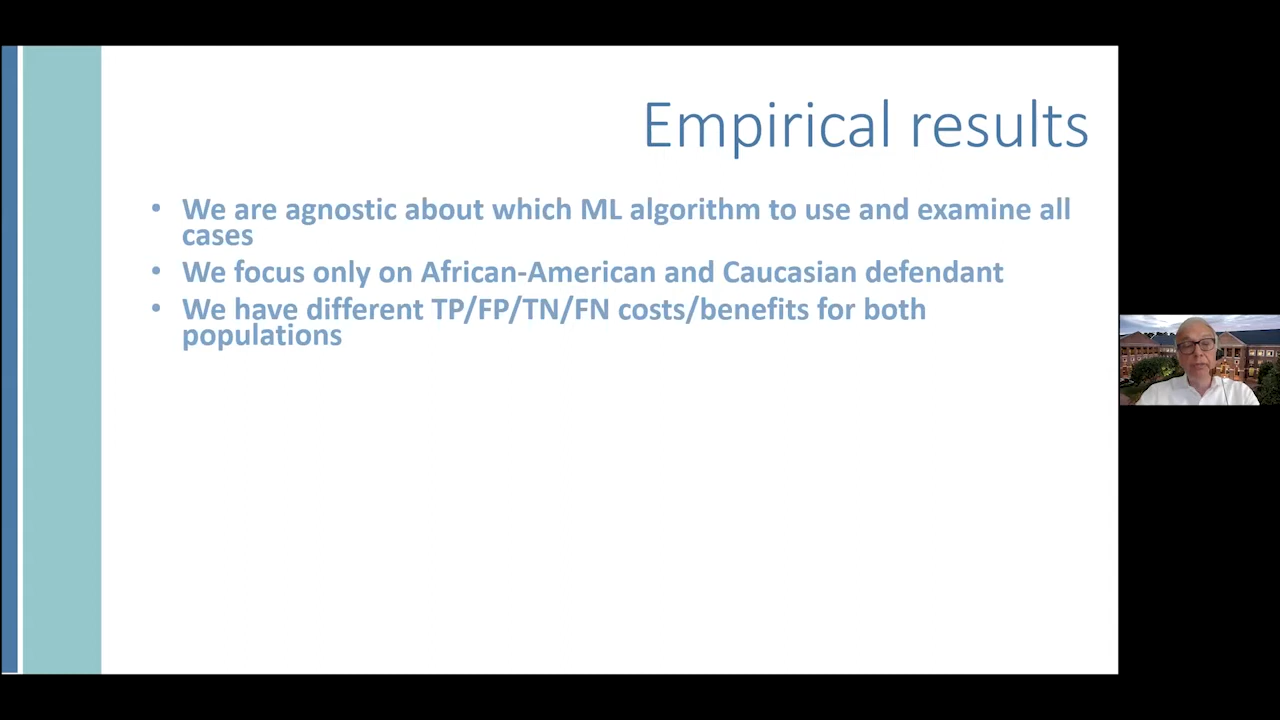 Empirical results
• We are agnostic about which ML algorithm to use and examine all
cases
• We focus only on African-American and Caucasian defendant
• We have different TP/FP/TN/FN costs/benefits for both
populations